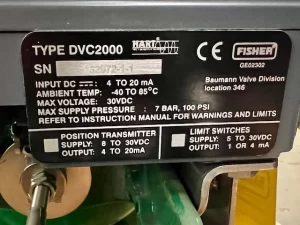 TYPE DVC2000
HART
CE
FISHER
GE02302
SN
INPUT DC : 4 TO 20 mA
AMBIENT TEMP: -40 TO 85°C
MAX VOLTAGE: 30VDC
MAX SUPPLY PRESSURE : 7 BAR, 100 PSI
REFER TO INSTRUCTION MANUAL FOR WARNINGS AND LIMITS
Baumann Valve Division
location 346
POSITION TRANSMITTER
SUPPLY: 8 TO 30VDC
OUTPUT: 4 TO 20mA
LIMIT SWITCHES
SUPPLY: 5 TO 30VDC
OUTPUT: 1 OR 4 mA